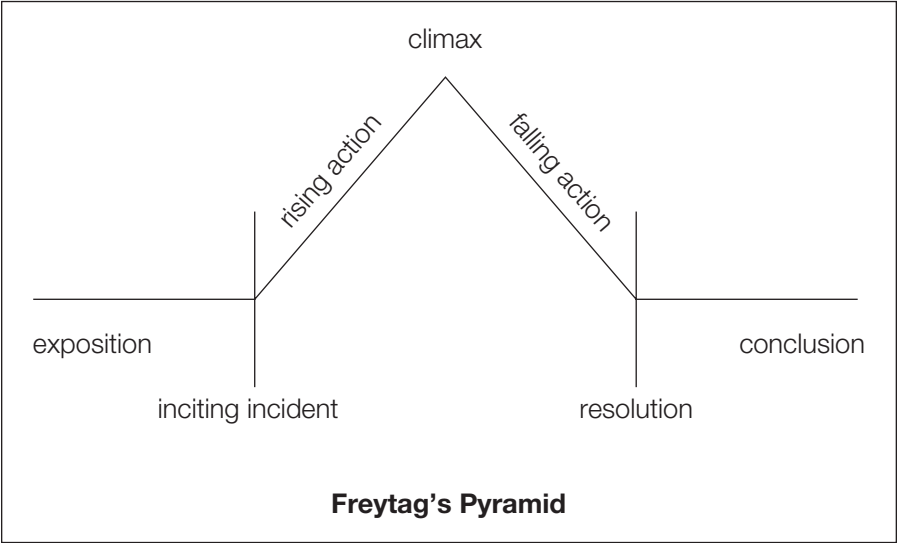 climax
rising action
falling action
exposition
conclusion
inciting incident
resolution
Freytag’s Pyramid